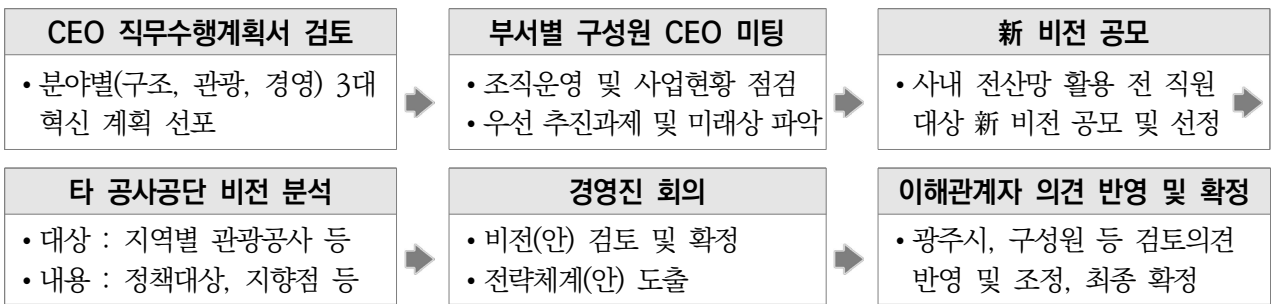 CEO 직무수행계획서 검토
• 분야별(구조, 관광, 경영) 3대
혁신 계획 선포
부서별 구성원 CEO 미팅
• 조직운영 및 사업현황 점검
• 우선 추진과제 및 미래상 파악
新 비전 공모
• 사내 전산망 활용 전 직원
대상 新 비전 공모 및 선정
타 공사공단 비전 분석
• 대상 : 지역별 관광공사 등
• 내용 : 정책대상, 지향점 등
경영진 회의
• 비전(안) 검토 및 확정
• 전략체계(안) 도출
이해관계자 의견 반영 및 확정
• 광주시, 구성원 등 검토의견
반영 및 조정, 최종 확정